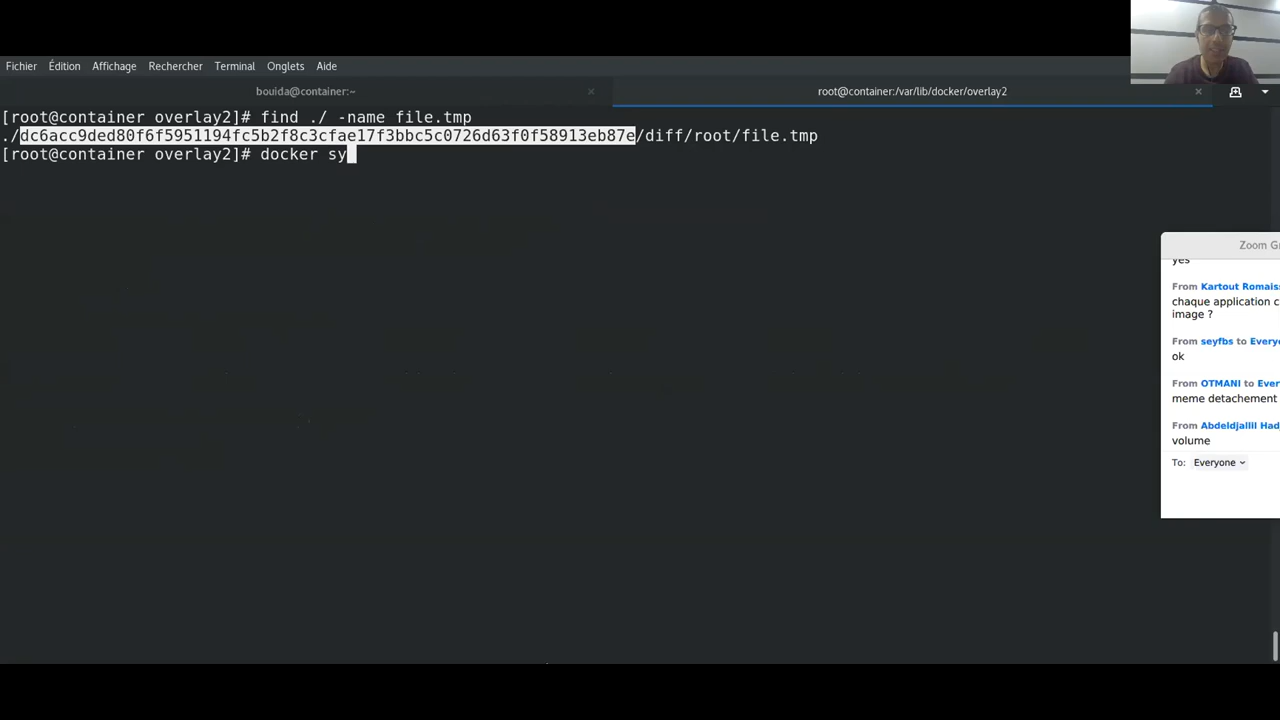 Fichier Édition Affichage Rechercher Terminal Onglets Aide
bouida@container:~
root@container:/var/lib/docker/overlay2
[root@container overlay2]# find ./ -name file.tmp
./dc6acc9ded80f6f5951194fc5b2f8c3cfae17f3bbc5c0726d63f0f58913eb87e/diff/root/file.tmp
[root@container overlay2]# docker sy
Zoom Gr
yes
From Kartout Romais
chaque application c
image ?
From seyfbs to Every
ok
From OTMANI to Ever
meme detachement
From Abdeldjallil Had
volume
To: Everyone